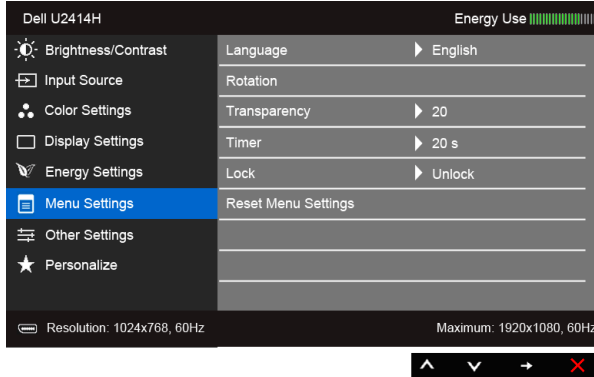 Dell U2414H Energy Use
Brightness/Contrast Language English
Input Source Rotation
Color Settings Transparency 20
Display Settings Timer 20 s
Energy Settings Lock Unlock
Menu Settings Reset Menu Settings
Other Settings
Personalize
Resolution: 1024x768, 60Hz Maximum: 1920x1080, 60Hz